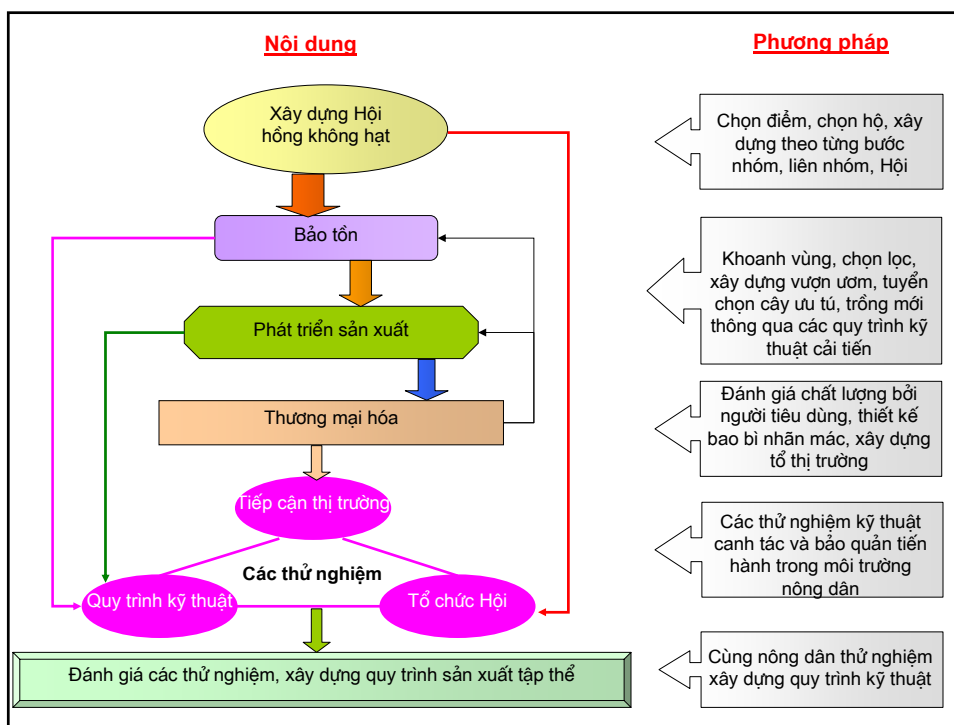 Nội dung
Phương pháp
Xây dựng Hội
hồng không hạt
Chọn điểm, chọn hộ, xây
dựng theo từng bước
nhóm, liên nhóm, Hội
Bảo tồn
Khoanh vùng, chọn lọc,
xây dựng vượn ươm, tuyển
chọn cây ưu tú, trồng mới
thông qua các quy trình kỹ
thuật cải tiến
Phát triển sản xuất
Thương mại hóa
Đánh giá chất lượng bởi
người tiêu dùng, thiết kế
bao bì nhãn mác, xây dựng
tổ thị trường
Tiếp cận thị trường
Các thử nghiệm
Quy trình kỹ thuật
Tổ chức Hội
Các thử nghiệm kỹ thuật
canh tác và bảo quản tiến
hành trong môi trường
nông dân
Đánh giá các thử nghiệm, xây dựng quy trình sản xuất tập thể
Cùng nông dân thử nghiệm
xây dựng quy trình kỹ thuật